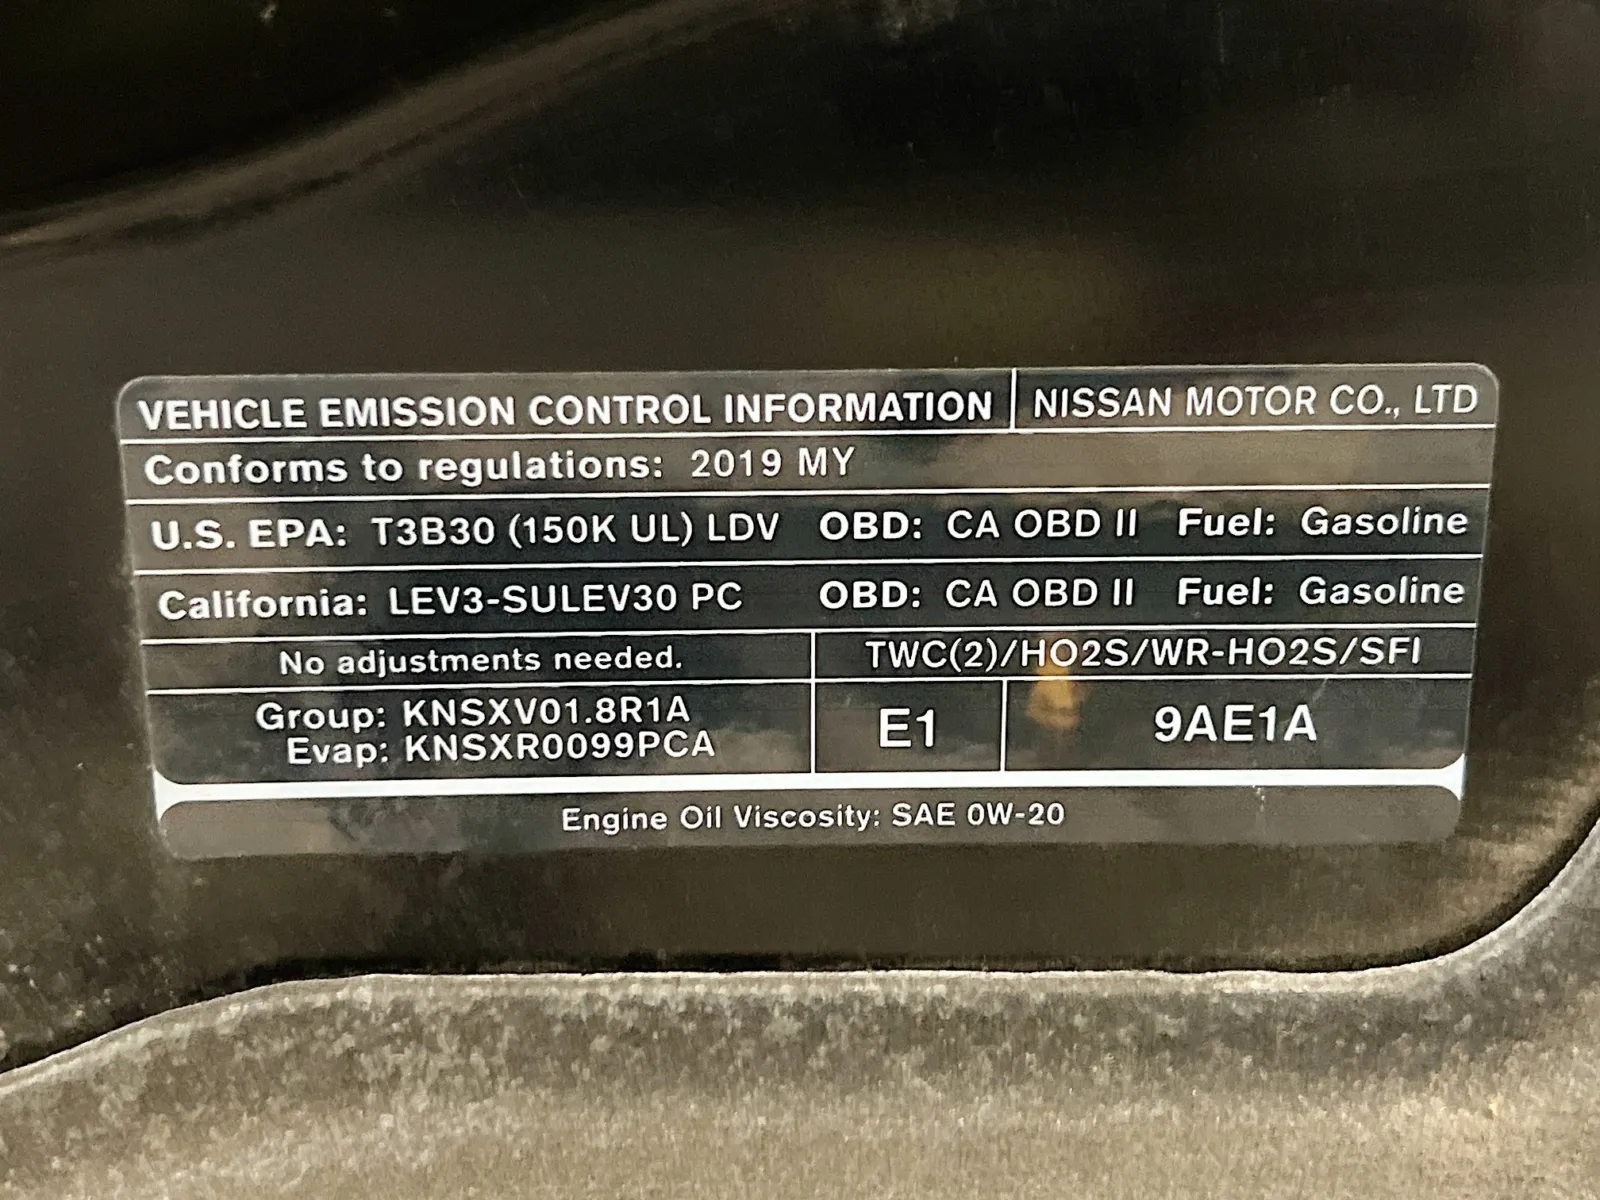 VEHICLE EMISSION CONTROL INFORMATION NISSAN MOTOR CO., LTD
Conforms to regulations: 2019 MY
U.S. EPA: T3B30 (150K UL) LDV OBD: CA OBD II Fuel: Gasoline
California: LEV3-SULEV30 PC OBD: CA OBD II Fuel: Gasoline
No adjustments needed. TWC(2)/HO2S/WR-HO2S/SFI
Group: KNSXV01.8R1A
Evap: KNSXR0099PCA
E1 9AE1A
Engine Oil Viscosity: SAE 0W-20